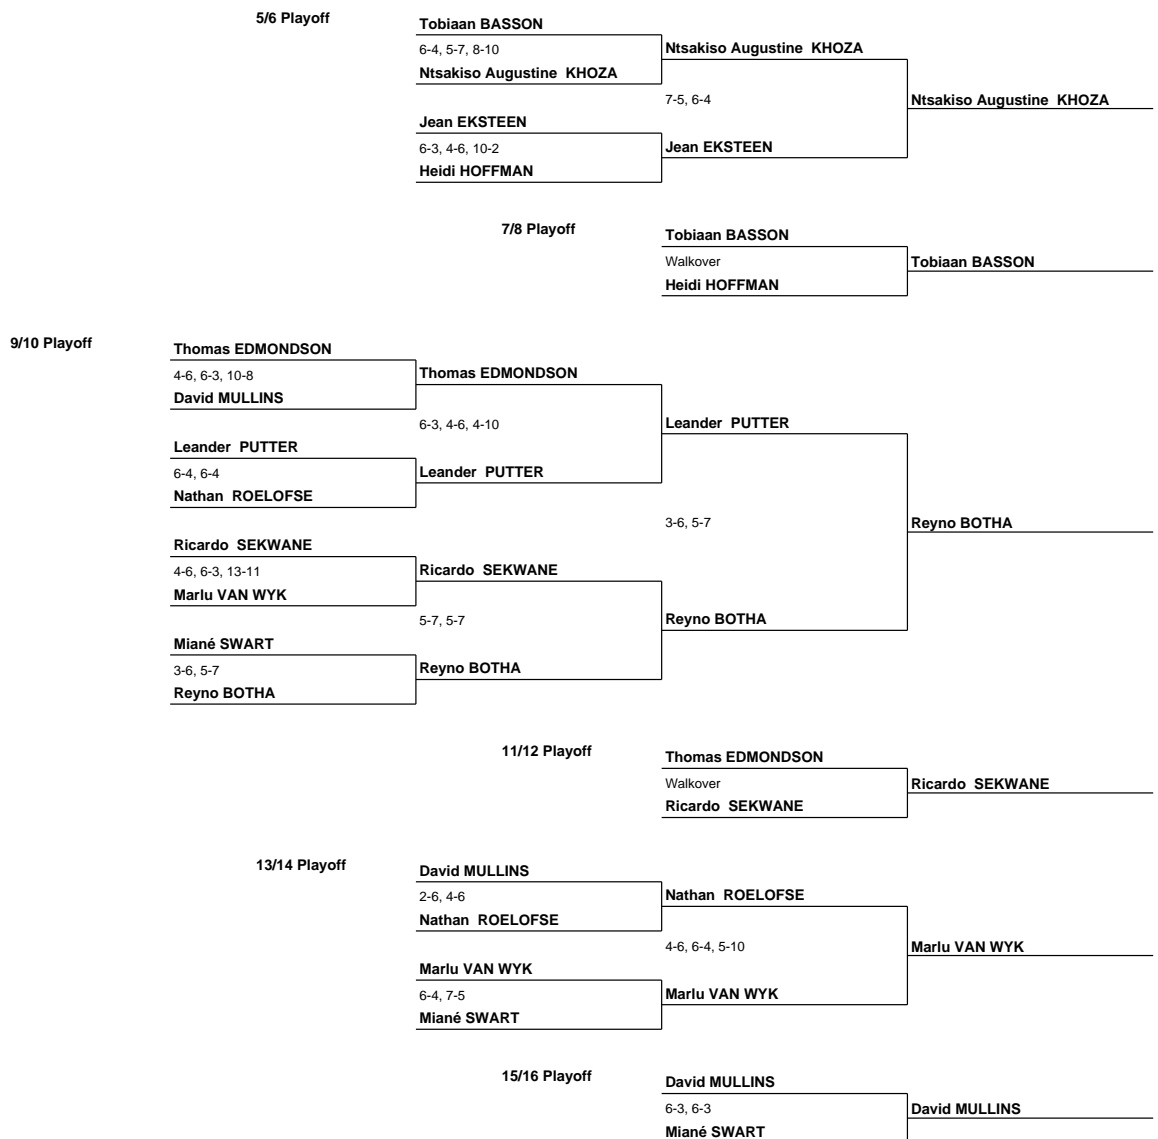 5/6 Playoff
Tobiaan BASSON
6-4, 5-7, 8-10
Ntsakiso Augustine  KHOZA
Ntsakiso Augustine  KHOZA
7-5, 6-4
Ntsakiso Augustine  KHOZA
Jean EKSTEEN
6-3, 4-6, 10-2
Jean EKSTEEN
Heidi HOFFMAN
7/8 Playoff
Tobiaan BASSON
Walkover
Tobiaan BASSON
Heidi HOFFMAN
9/10 Playoff
Thomas EDMONDSON
4-6, 6-3, 10-8
Thomas EDMONDSON
David MULLINS
6-3, 4-6, 4-10
Leander  PUTTER
Leander  PUTTER
6-4, 6-4
Leander  PUTTER
Nathan  ROELOFSE
3-6, 5-7
Reyno BOTHA
Ricardo  SEKWANE
4-6, 6-3, 13-11
Ricardo  SEKWANE
Marlu VAN WYK
5-7, 5-7
Reyno BOTHA
Miané SWART
3-6, 5-7
Reyno BOTHA
Reyno BOTHA
11/12 Playoff
Thomas EDMONDSON
Walkover
Ricardo  SEKWANE
Ricardo  SEKWANE
13/14 Playoff
David MULLINS
2-6, 4-6
Nathan  ROELOFSE
Nathan  ROELOFSE
4-6, 6-4, 5-10
Marlu VAN WYK
Marlu VAN WYK
6-4, 7-5
Marlu VAN WYK
Miané SWART
15/16 Playoff
David MULLINS
6-3, 6-3
David MULLINS
Miané SWART